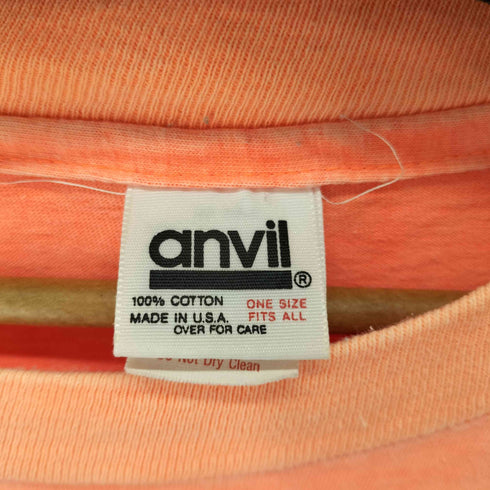 anvil ®
100% COTTON ONE SIZE
MADE IN U.S.A. FITS ALL
OVER FOR CARE
Not Dry Clean